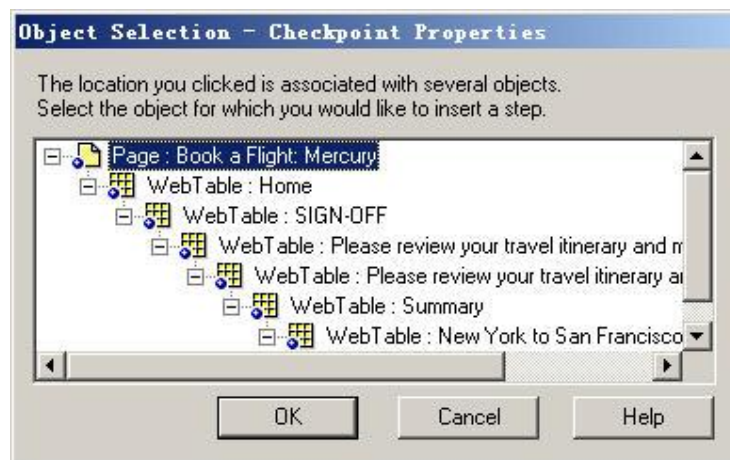 Object Selection - Checkpoint Properties
The location you clicked is associated with several objects.
Select the object for which you would like to insert a step.
Page : Book a Flight: Mercury
WebTable : Home
WebTable : SIGN-OFF
WebTable : Please review your travel itinerary and
WebTable : Please review your travel itinerary
WebTable : Summary
WebTable : New York to San Francisco
OK Cancel Help